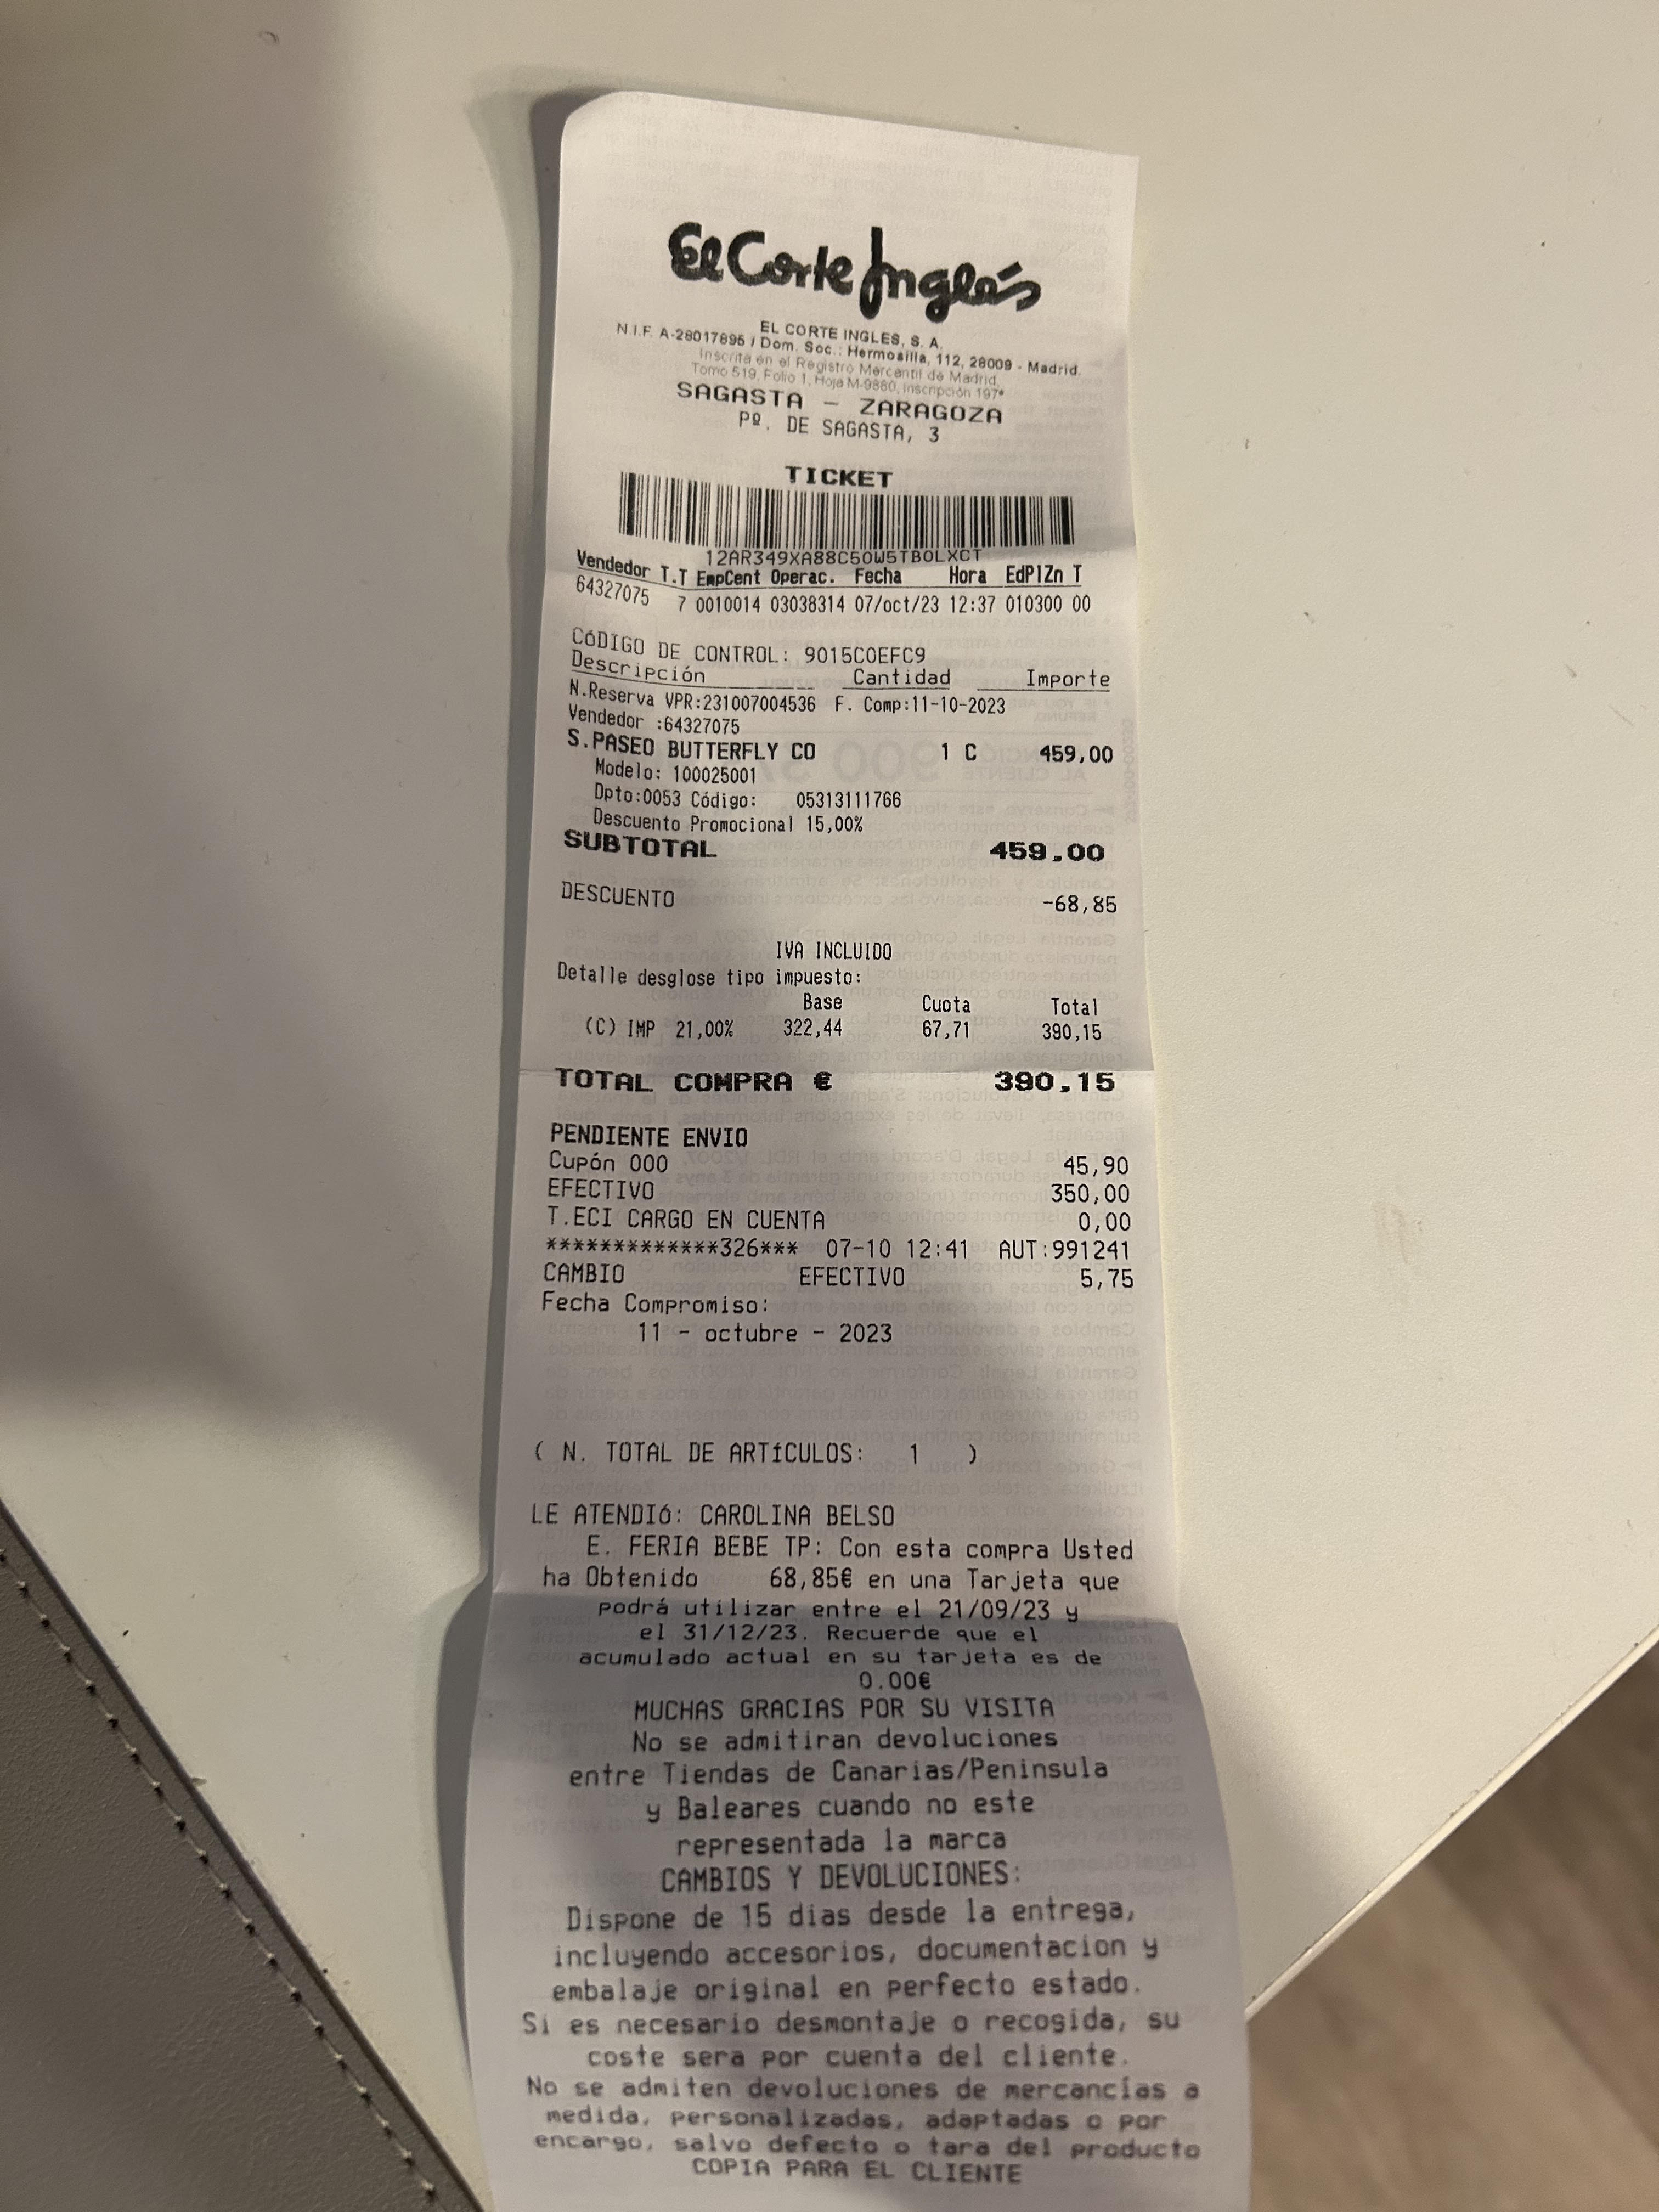 El Corte Inglés
EL CORTE INGLES, S. A.
N.I.F. A-28017895 / Dom. Soc.: Hermosilla, 112, 28009 - Madrid.
Inscrita en el Registro Mercantil de Madrid,
Tomo 519, Folio 1, Hoja M-9880, inscripción 197ª
SAGASTA - ZARAGOZA
Pº. DE SAGASTA, 3
TICKET
12AR349XA88C50W5TBOLXCT
Vendedor T.T EmpCent Operac. Fecha Hora EdPlZn T
64327075 7 0010014 03038314 07/oct/23 12:37 010300 00
CóDIGO DE CONTROL: 9015C0EFC9
Descripción Cantidad Importe
N.Reserva VPR:231007004536 F. Comp:11-10-2023
Vendedor :64327075
S.PASEO BUTTERFLY CO 1 C 459,00
Modelo: 100025001
Dpto:0053 Código: 05313111766
Descuento Promocional 15,00%
SUBTOTAL 459.00
DESCUENTO -68,85
IVA INCLUIDO
Detalle desglose tipo impuesto:
Base Cuota Total
(C) IMP 21,00% 322,44 67,71 390,15
TOTAL COMPRA € 390.15
PENDIENTE ENVIO
Cupón 000 45,90
EFECTIVO 350,00
T.ECI CARGO EN CUENTA 0,00
*************326*** 07-10 12:41 AUT:991241
CAMBIO EFECTIVO 5,75
Fecha Compromiso:
11 - octubre - 2023
( N. TOTAL DE ARTíCULOS: 1 )
LE ATENDIó: CAROLINA BELSO
E. FERIA BEBE TP: Con esta compra Usted
ha Obtenido 68,85€ en una Tarjeta que
podrá utilizar entre el 21/09/23 y
el 31/12/23. Recuerde que el
acumulado actual en su tarjeta es de
0.00€
MUCHAS GRACIAS POR SU VISITA
No se admitiran devoluciones
entre Tiendas de Canarias/Peninsula
y Baleares cuando no este
representada la marca
CAMBIOS Y DEVOLUCIONES:
Dispone de 15 dias desde la entrega,
incluyendo accesorios, documentacion y
embalaje original en perfecto estado.
Si es necesario desmontaje o recogida, su
coste sera por cuenta del cliente.
No se admiten devoluciones de mercancías a
medida, personalizadas, adaptadas o por
encargo, salvo defecto o tara del producto
COPIA PARA EL CLIENTE